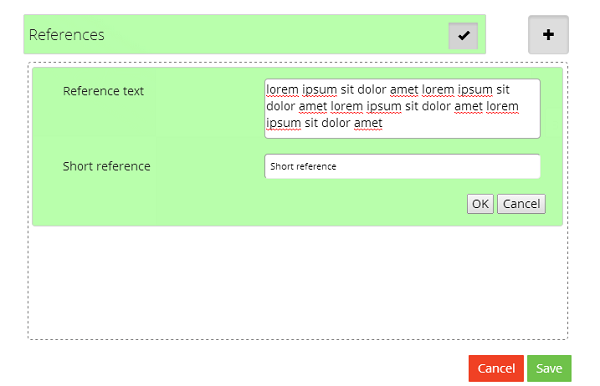 References
Reference text
lorem ipsum sit dolor amet lorem ipsum sit
dolor amet lorem ipsum sit dolor amet lorem
ipsum sit dolor amet
Short reference
Short reference
OK Cancel
Cancel Save